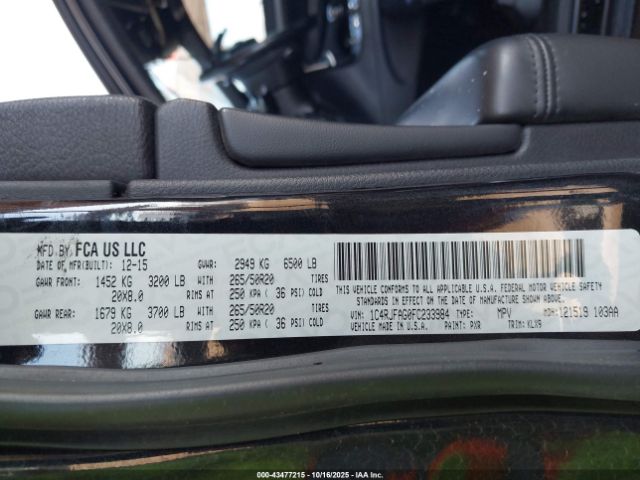 MFD.BY FCA US LLC
DATE OF MFR(BUILT): 12-15 GVWR: 2949 KG 6500 LB
GAWR FRONT: 1452 KG 3200 LB WITH 265/50R20 TIRES
20X8.0 RIMS AT 250 KPA ( 36 PSI) COLD
GAWR REAR: 1679 KG 3700 LB WITH 265/50R20 TIRES
20X8.0 RIMS AT 250 KPA ( 36 PSI) COLD
THIS VEHICLE CONFORMS TO ALL APPLICABLE U.S.A. FEDERAL MOTOR VEHICLE SAFETY
STANDARDS IN EFFECT ON THE DATE OF MANUFACTURE SHOWN ABOVE.
VIN: 1C4RJFAG0FC233984 TYPE: MPV MDH:121519 103AA
VEHICLE MADE IN U.S.A. PAINT: PXR TRIM: KLX9
000-43477215 - 10/16/2025 - IAA Inc.